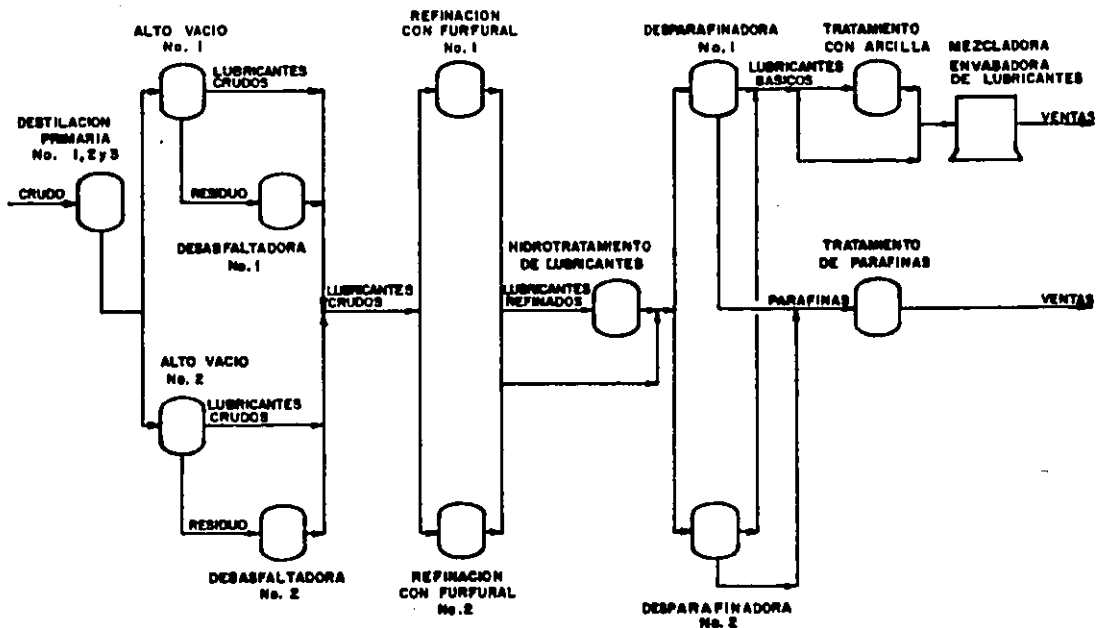 ALTO VACIO
No. 1
REFINACION
CON FURFURAL
No. 1
DESPARAFINADORA
No. 1
TRATAMIENTO
CON ARCILLA
MEZCLADORA
ENVABADORA
DE LUBRICANTES
LUBRICANTES
CRUDOS
LUBRICANTES
BASICOS
VENTAS
DESTILACION
PRIMARIA
No. 1, 2 y 3
CRUDO
RESIDUO
DESASFALTADORA
No. 1
HIDROTRATAMIENTO
DE LUBRICANTES
TRATAMIENTO
DE PARAFINAS
LUBRICANTES
CRUDOS
LUBRICANTES
REFINADOS
PARAFINAS
VENTAS
ALTO VACIO
No. 2
LUBRICANTES
CRUDOS
RESIDUO
DESASFALTADORA
No. 2
REFINACION
CON FURFURAL
No. 2
DESPARAFINADORA
No. 2